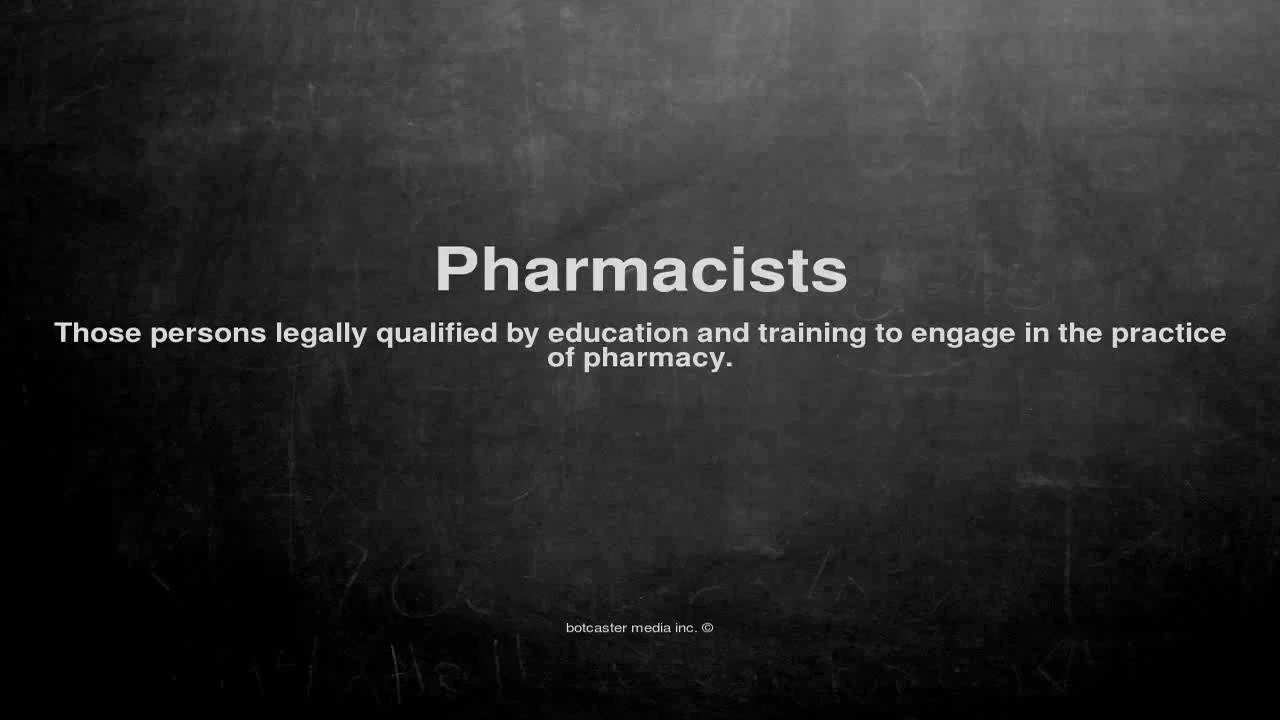 Pharmacists
Those persons legally qualified by education and training to engage in the practice
of pharmacy.
botcaster media inc. ©